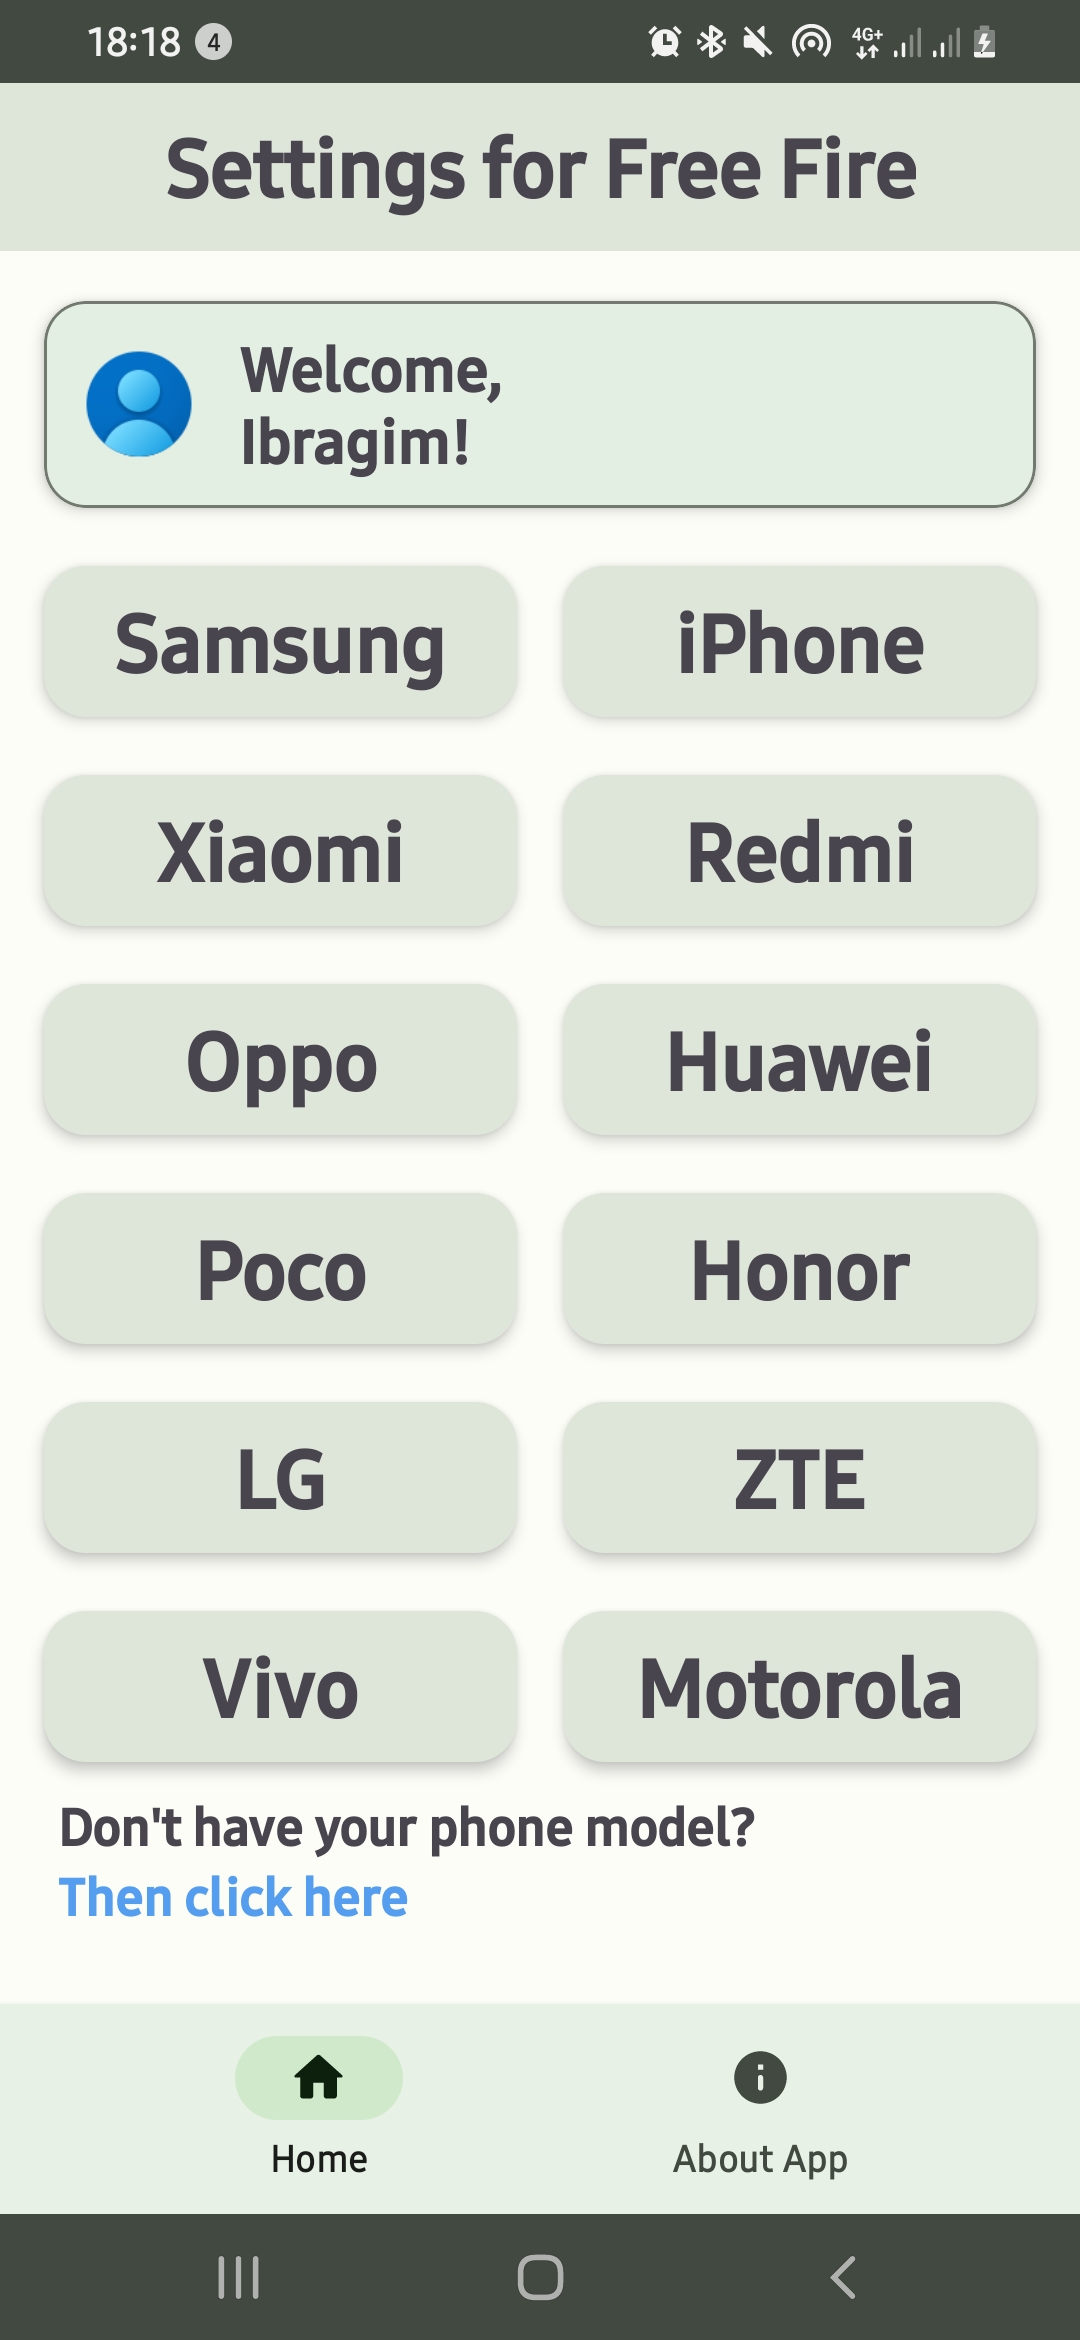 18:18 4 4G+
Settings for Free Fire
Welcome,
Ibragim!
Samsung iPhone
Xiaomi Redmi
Oppo Huawei
Poco Honor
LG ZTE
Vivo Motorola
Don't have your phone model?
Then click here
Home About App